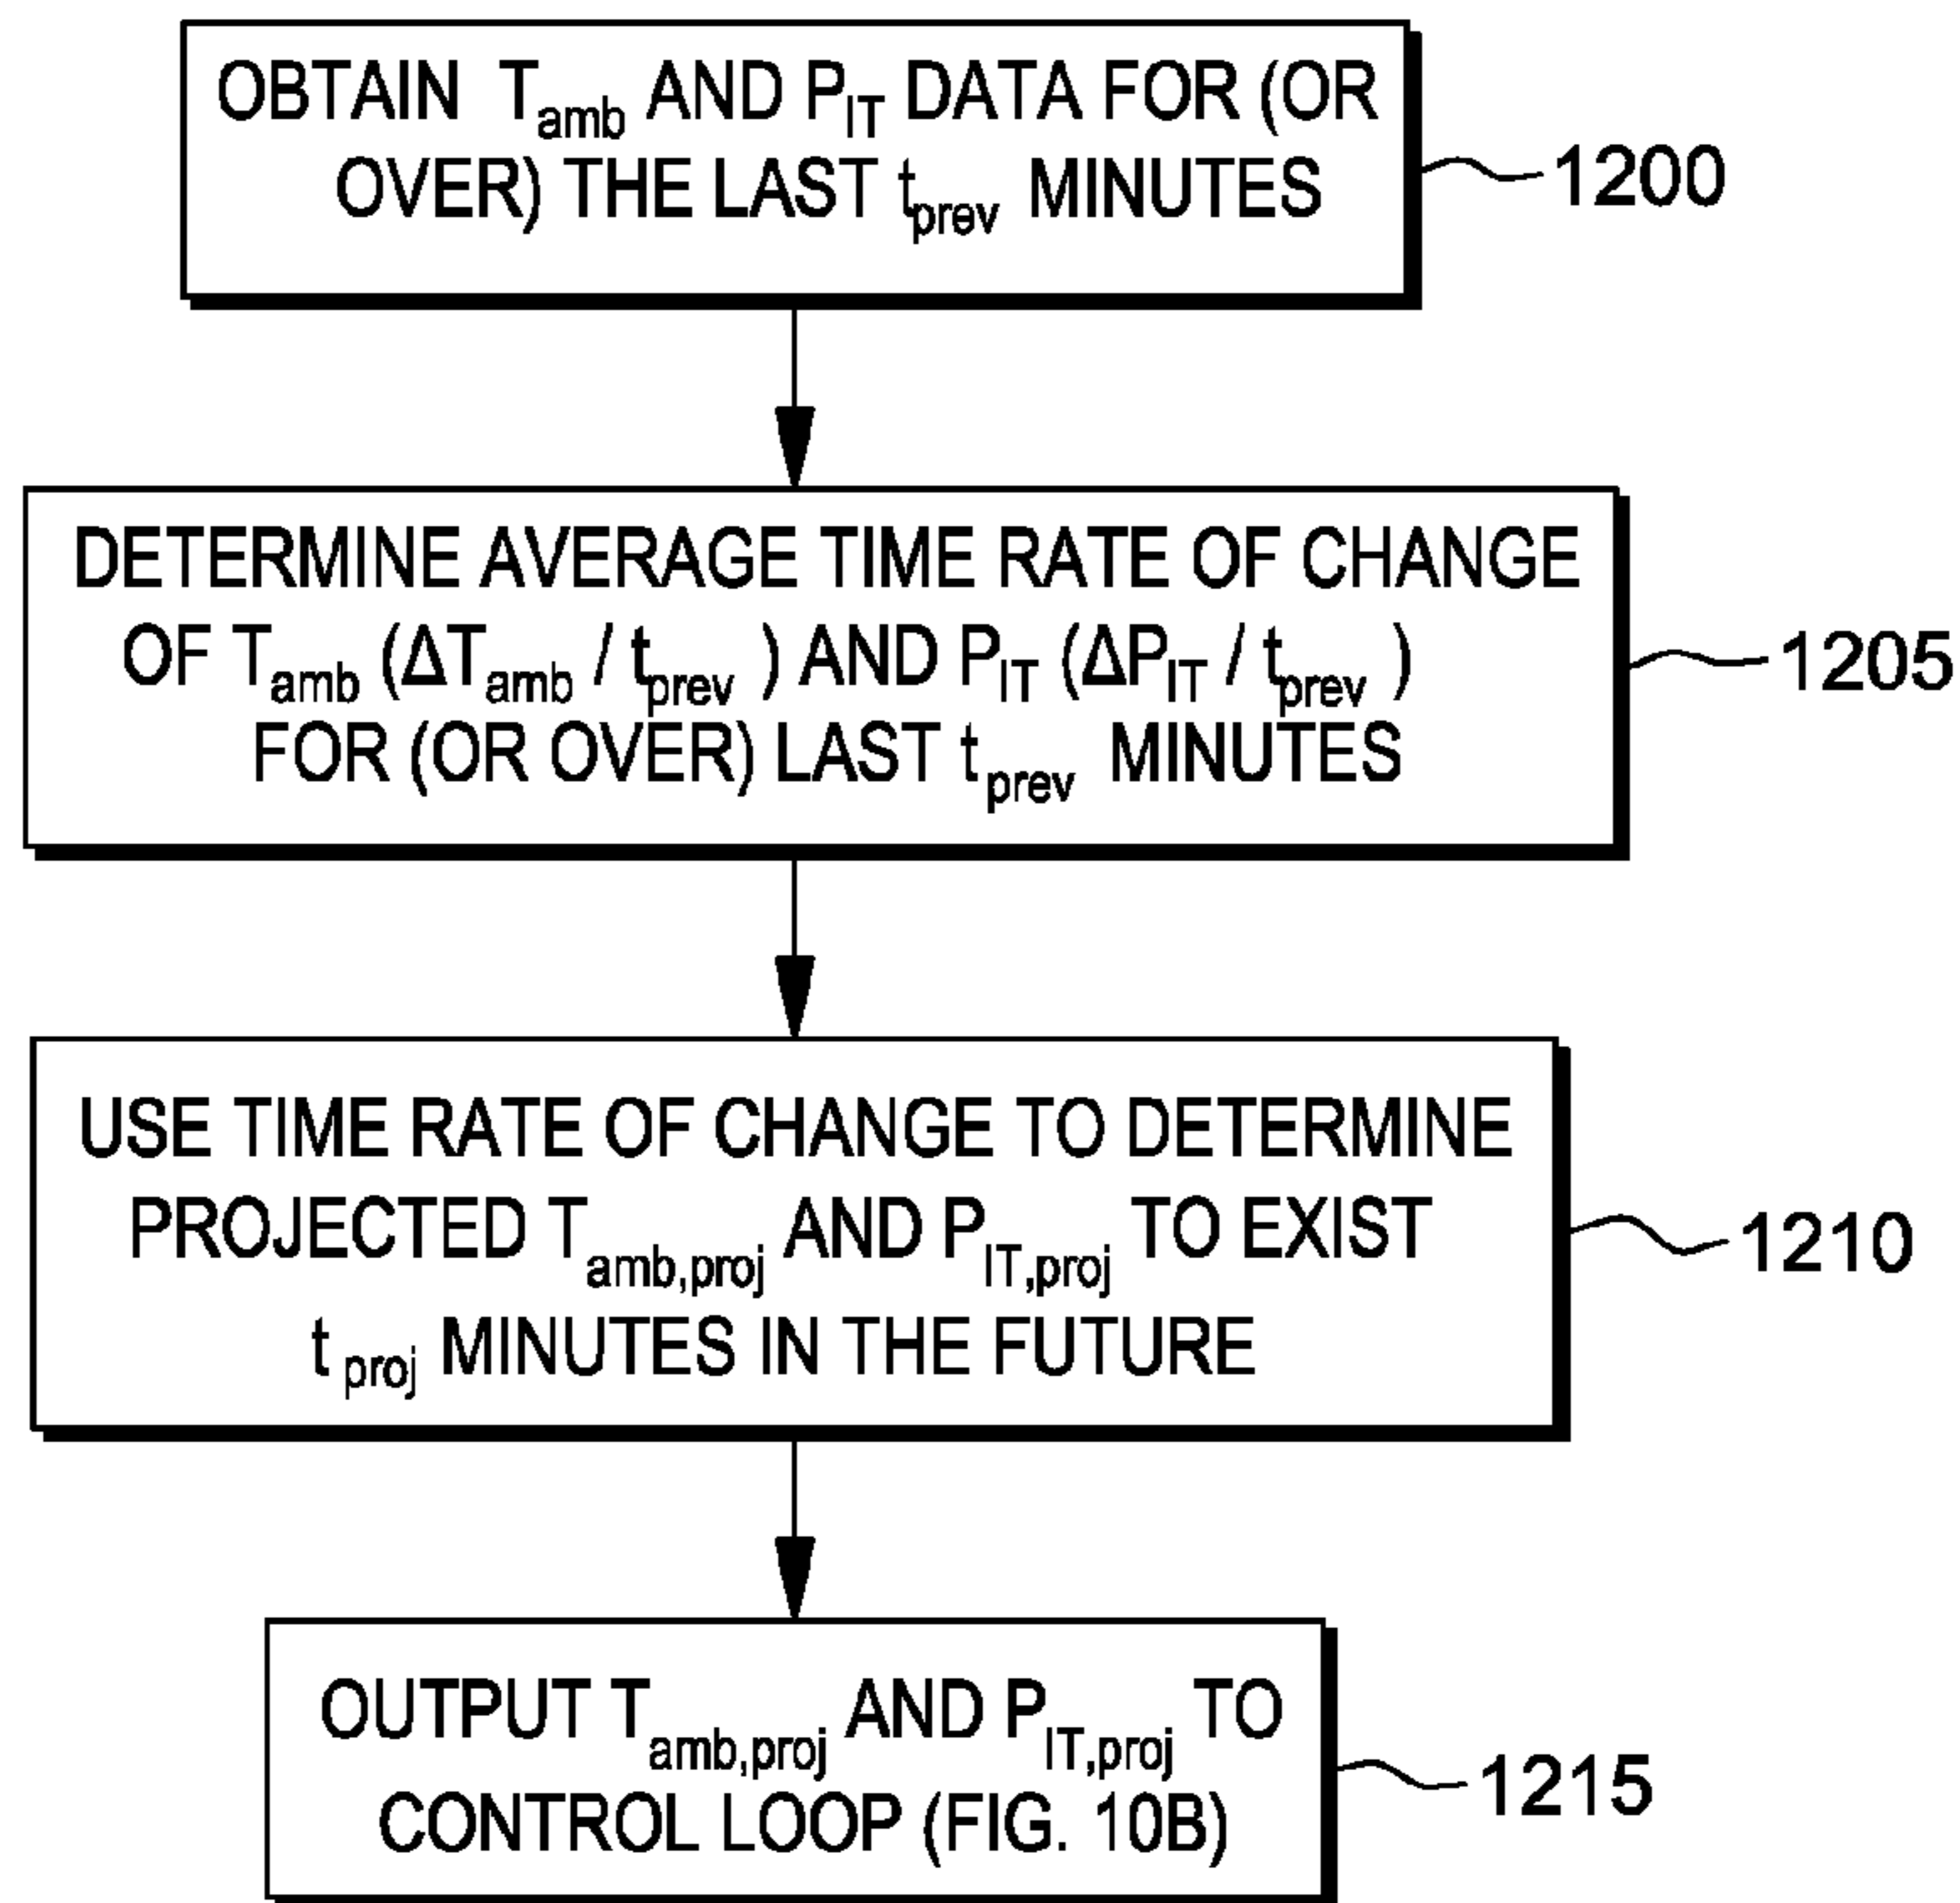 OBTAIN T_amb AND P_IT DATA FOR (OR
OVER) THE LAST t_prev MINUTES
1200
DETERMINE AVERAGE TIME RATE OF CHANGE
OF T_amb (ΔT_amb / t_prev ) AND P_IT (ΔP_IT / t_prev )
FOR (OR OVER) LAST t_prev MINUTES
1205
USE TIME RATE OF CHANGE TO DETERMINE
PROJECTED T_amb,proj AND P_IT,proj TO EXIST
t_proj MINUTES IN THE FUTURE
1210
OUTPUT T_amb,proj AND P_IT,proj TO
CONTROL LOOP (FIG. 10B)
1215